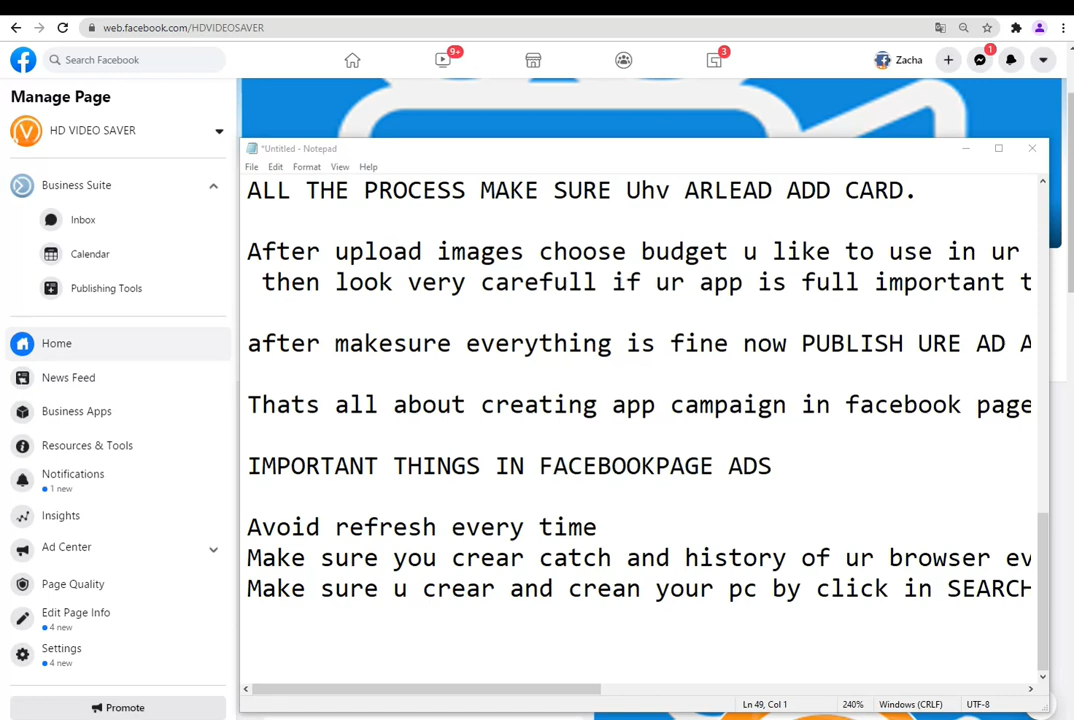 web.facebook.com/HDVIDEOSAVER
Search Facebook
9+
3
Zacha
1
Manage Page
HD VIDEO SAVER
Business Suite
Inbox
Calendar
Publishing Tools
Home
News Feed
Business Apps
Resources & Tools
Notifications
1 new
Insights
Ad Center
Page Quality
Edit Page Info
4 new
Settings
4 new
Promote
*Untitled - Notepad
File Edit Format View Help
ALL THE PROCESS MAKE SURE Uhv ARLEAD ADD CARD.
After upload images choose budget u like to use in ur
then look very carefull if ur app is full important t
after makesure everything is fine now PUBLISH URE AD A
Thats all about creating app campaign in facebook page
IMPORTANT THINGS IN FACEBOOKPAGE ADS
Avoid refresh every time
Make sure you crear catch and history of ur browser ev
Make sure u crear and crean your pc by click in SEARCH
Ln 49, Col 1 240% Windows (CRLF) UTF-8